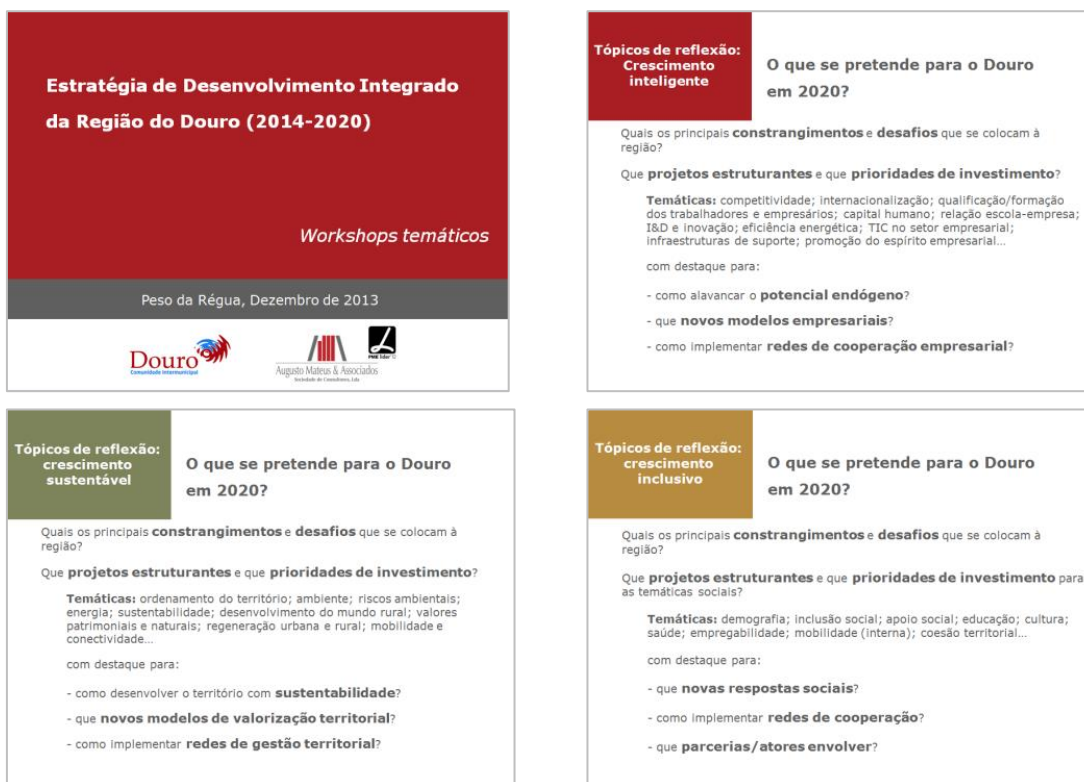 Estratégia de Desenvolvimento Integrado
da Região do Douro (2014-2020)
Workshops temáticos
Peso da Régua, Dezembro de 2013
Douro
Comunidade Intermunicipal
Augusto Mateus & Associados
Sociedade de Consultores, Lda
PME líder
Tópicos de reflexão:
Crescimento
inteligente
O que se pretende para o Douro
em 2020?
Quais os principais constrangimentos e desafios que se colocam à
região?
Que projetos estruturantes e que prioridades de investimento?
Temáticas: competitividade; internacionalização; qualificação/formação
dos trabalhadores e empresários; capital humano; relação escola-empresa;
I&D e inovação; eficiência energética; TIC no setor empresarial;
infraestruturas de suporte; promoção do espírito empresarial...
com destaque para:
- como alavancar o potencial endógeno?
- que novos modelos empresariais?
- como implementar redes de cooperação empresarial?
Tópicos de reflexão:
crescimento
sustentável
O que se pretende para o Douro
em 2020?
Quais os principais constrangimentos e desafios que se colocam à
região?
Que projetos estruturantes e que prioridades de investimento?
Temáticas: ordenamento do território; ambiente; riscos ambientais;
energia; sustentabilidade; desenvolvimento do mundo rural; valores
patrimoniais e naturais; regeneração urbana e rural; mobilidade e
conectividade...
com destaque para:
- como desenvolver o território com sustentabilidade?
- que novos modelos de valorização territorial?
- como implementar redes de gestão territorial?
Tópicos de reflexão:
crescimento
inclusivo
O que se pretende para o Douro
em 2020?
Quais os principais constrangimentos e desafios que se colocam à
região?
Que projetos estruturantes e que prioridades de investimento para
as temáticas sociais?
Temáticas: demografia; inclusão social; apoio social; educação; cultura;
saúde; empregabilidade; mobilidade (interna); coesão territorial...
com destaque para:
- que novas respostas sociais?
- como implementar redes de cooperação?
- que parcerias/atores envolver?